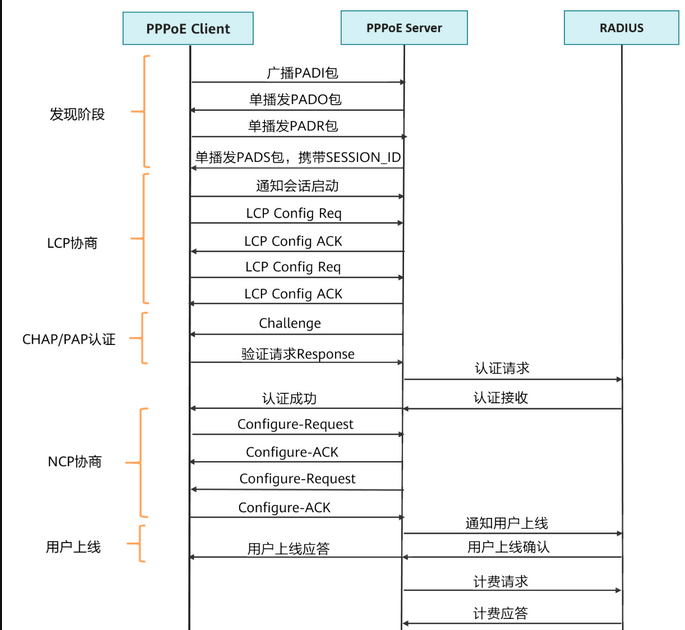 PPPoE Client
PPPoE Server
RADIUS
广播PADI包
单播发PADO包
发现阶段
单播发PADR包
单播发PADS包，携带SESSION_ID
通知会话启动
LCP Config Req
LCP协商
LCP Config ACK
LCP Config Req
LCP Config ACK
Challenge
CHAP/PAP认证
验证请求Response
认证请求
认证成功
认证接收
Configure-Request
Configure-ACK
NCP协商
Configure-Request
Configure-ACK
通知用户上线
用户上线
用户上线应答
用户上线确认
计费请求
计费应答